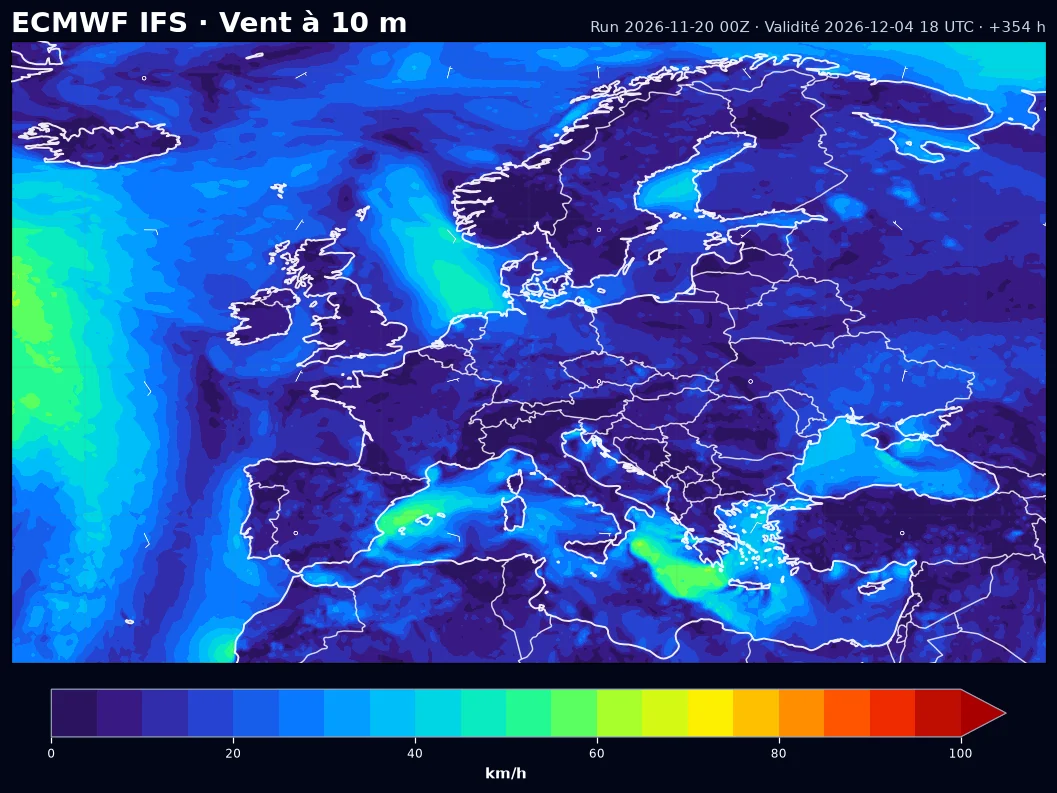 ECMWF IFS · Vent à 10 m
Run 2026-11-20 00Z · Validité 2026-12-04 18 UTC · +354 h
0 20 40 60 80 100
km/h